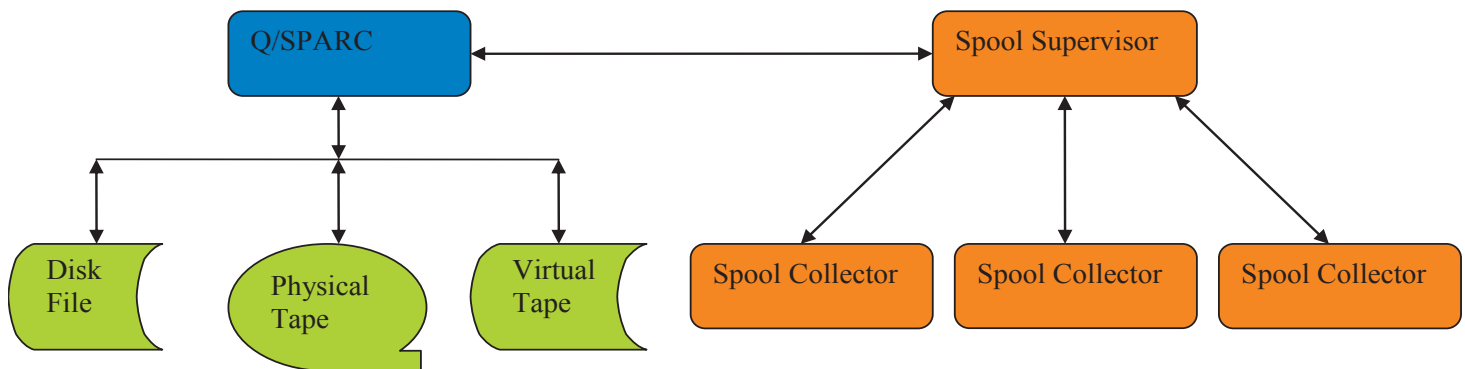 Q/SPARC
Spool Supervisor
Disk
File
Physical
Tape
Virtual
Tape
Spool Collector
Spool Collector
Spool Collector